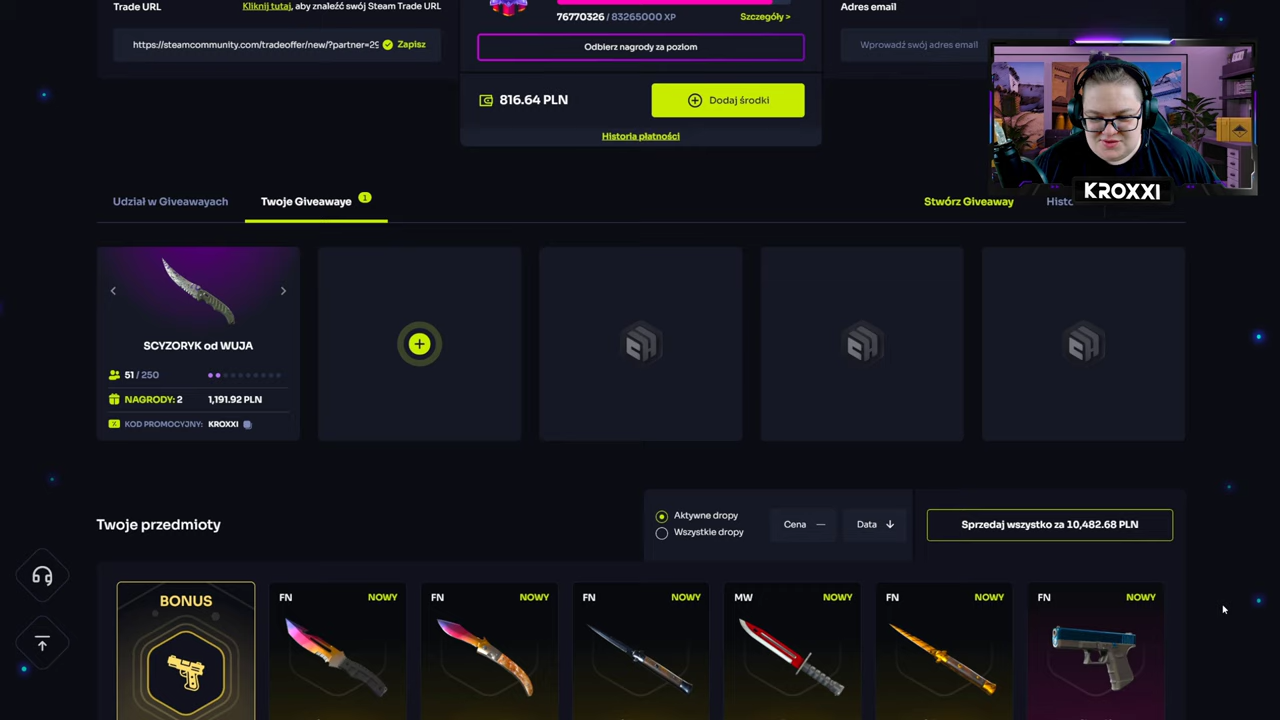 Trade URL
Kliknij tutaj, aby znaleźć swój Steam Trade URL
https://steamcommunity.com/tradeoffer/new/?partner=29
Zapisz
76770326 / 83265000 XP
Szczegóły >
Odbierz nagrody za poziom
816.64 PLN
Dodaj środki
Historia płatności
Adres email
Wprowadź swój adres email
KROXXI
Udział w Giveawayach
Twoje Giveawaye
1
Stwórz Giveaway
Histo
SCYZORYK od WUJA
51 / 250
NAGRODY: 2
1,191.92 PLN
KOD PROMOCYJNY: KROXXI
Twoje przedmioty
Aktywne dropy
Wszystkie dropy
Cena —
Data
Sprzedaj wszystko za 10,482.68 PLN
BONUS
FN NOWY
FN NOWY
FN NOWY
MW NOWY
FN NOWY
FN NOWY